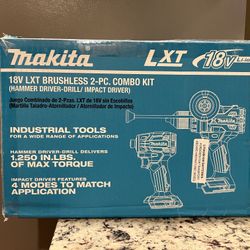 Makita LXT 18V
18V LXT BRUSHLESS 2-PC. COMBO KIT
(HAMMER DRIVER-DRILL/ IMPACT DRIVER)
Juego Combinado de 2-Pzas. LXT de 18V sin Escobillas
(Martillo Taladro-Atornillador/Atornillador de Impacto)
INDUSTRIAL TOOLS
FOR A WIDE RANGE OF APPLICATIONS
HAMMER DRIVER-DRILL DELIVERS
1,250 IN.LBS.
OF MAX TORQUE
IMPACT DRIVER FEATURES
4 MODES TO MATCH
APPLICATION